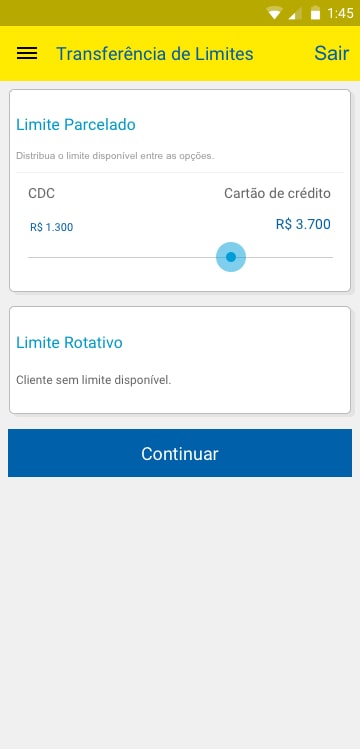 1:45
Transferência de Limites
Sair
Limite Parcelado
Distribua o limite disponível entre as opções.
CDC
Cartão de crédito
R$ 1.300
R$ 3.700
Limite Rotativo
Cliente sem limite disponível.
Continuar